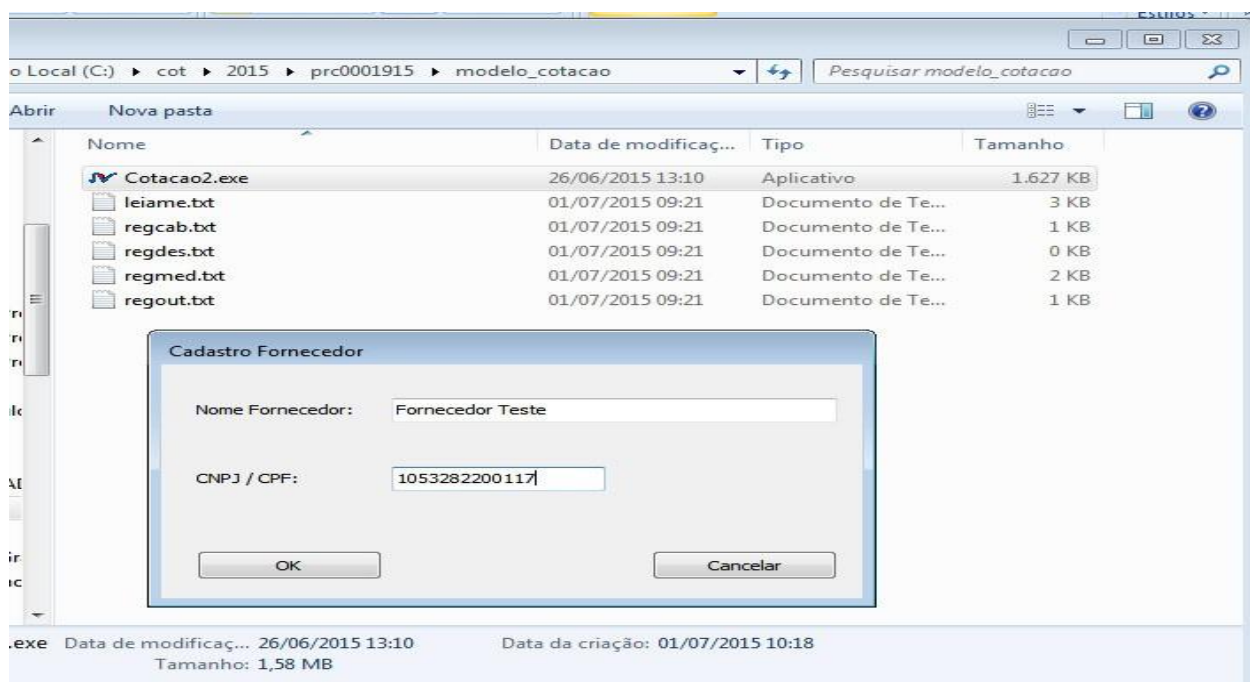 Estilos
o Local (C:) ▸ cot ▸ 2015 ▸ prc0001915 ▸ modelo_cotacao
Pesquisar modelo_cotacao
Abrir Nova pasta
Nome Data de modificaç... Tipo Tamanho
Cotacao2.exe 26/06/2015 13:10 Aplicativo 1.627 KB
leiame.txt 01/07/2015 09:21 Documento de Te... 3 KB
regcab.txt 01/07/2015 09:21 Documento de Te... 1 KB
regdes.txt 01/07/2015 09:21 Documento de Te... 0 KB
regmed.txt 01/07/2015 09:21 Documento de Te... 2 KB
regout.txt 01/07/2015 09:21 Documento de Te... 1 KB
Cadastro Fornecedor
Nome Fornecedor: Fornecedor Teste
CNPJ / CPF: 1053282200117
OK Cancelar
.exe Data de modificaç... 26/06/2015 13:10 Data da criação: 01/07/2015 10:18
Tamanho: 1,58 MB